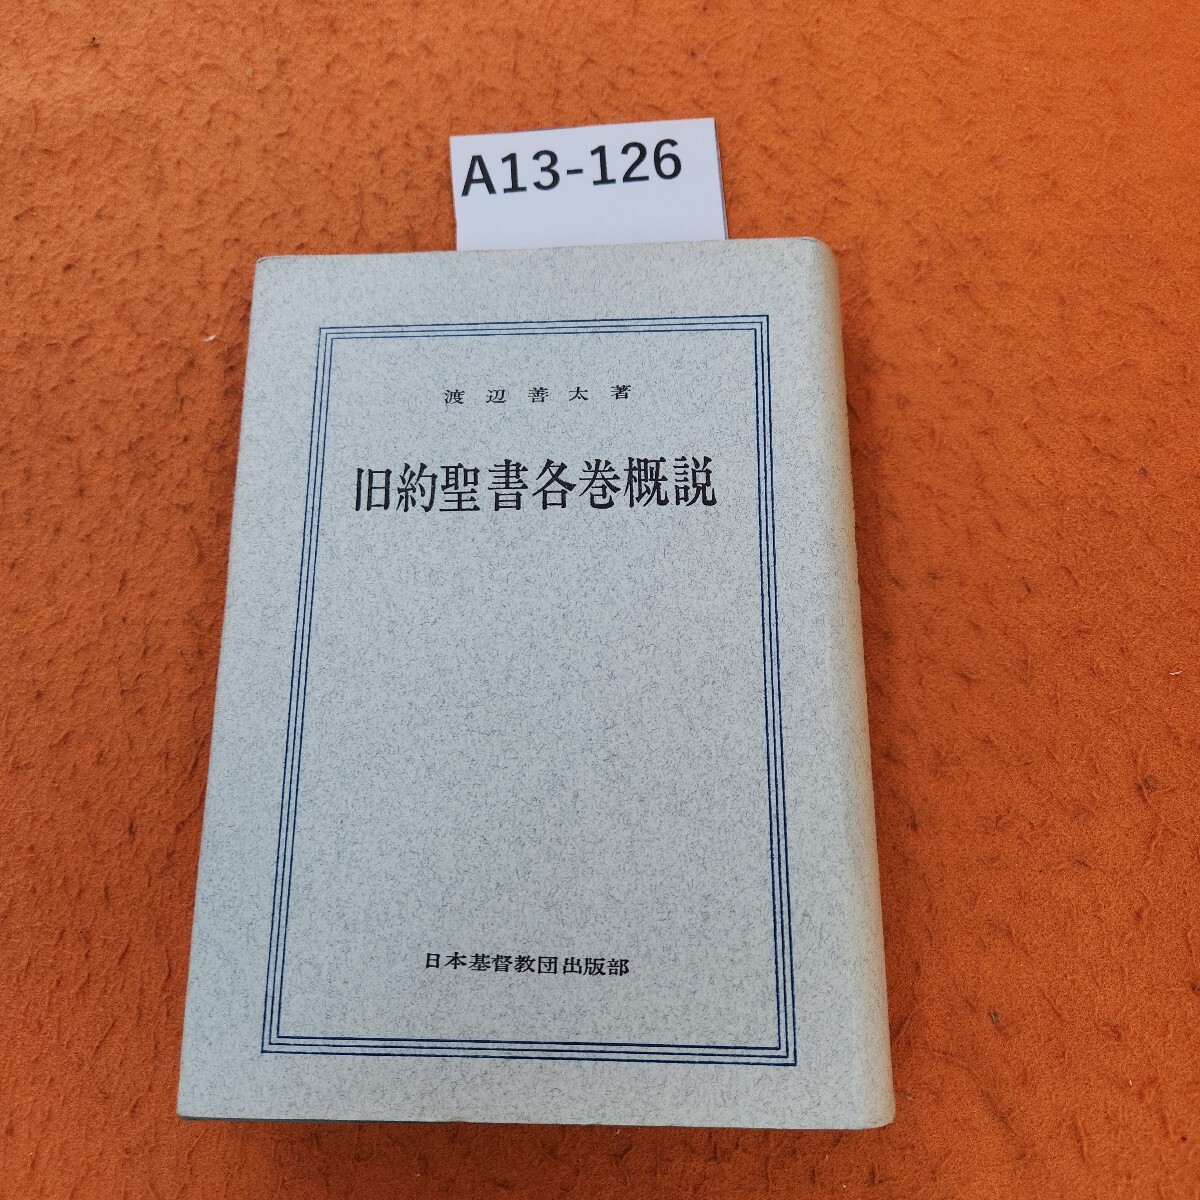 A13-126
渡辺善太著
旧約聖書各巻概説
日本基督教団出版部